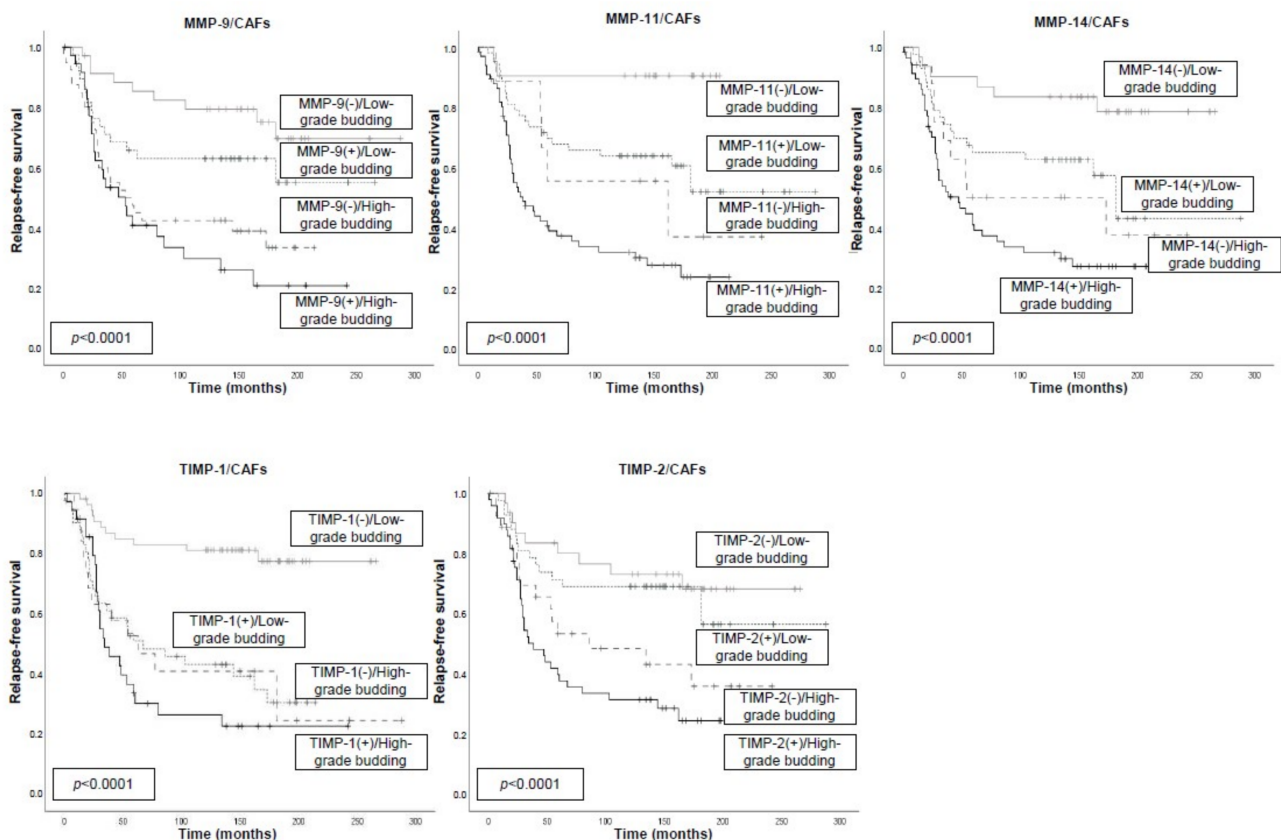 MMP-9/CAFs
Relapse-free survival
1.0
0.8
0.6
0.4
0.2
0.0
MMP-9(-)/Low-
grade budding
MMP-9(+)/Low-
grade budding
MMP-9(-)/High-
grade budding
MMP-9(+)/High-
grade budding
p<0.0001
0 50 100 150 200 250 300
Time (months)
MMP-11/CAFs
Relapse-free survival
1.0
0.8
0.6
0.4
0.2
0.0
MMP-11(-)/Low-
grade budding
MMP-11(+)/Low-
grade budding
MMP-11(-)/High-
grade budding
MMP-11(+)/High-
grade budding
p<0.0001
0 50 100 150 200 250 300
Time (months)
MMP-14/CAFs
Relapse-free survival
1.0
0.8
0.6
0.4
0.2
0.0
MMP-14(-)/Low-
grade budding
MMP-14(+)/Low-
grade budding
MMP-14(-)/High-
grade budding
MMP-14(+)/High-
grade budding
p<0.0001
0 50 100 150 200 250 300
Time (months)
TIMP-1/CAFs
Relapse-free survival
1.0
0.8
0.6
0.4
0.2
0.0
TIMP-1(-)/Low-
grade budding
TIMP-1(+)/Low-
grade budding
TIMP-1(-)/High-
grade budding
TIMP-1(+)/High-
grade budding
p<0.0001
0 50 100 150 200 250 300
Time (months)
TIMP-2/CAFs
Relapse-free survival
1.0
0.8
0.6
0.4
0.2
0.0
TIMP-2(-)/Low-
grade budding
TIMP-2(+)/Low-
grade budding
TIMP-2(-)/High-
grade budding
TIMP-2(+)/High-
grade budding
p<0.0001
0 50 100 150 200 250 300
Time (months)